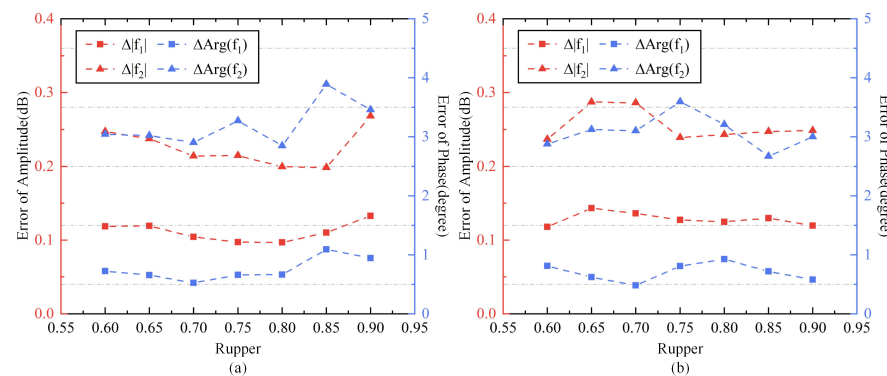 0.4
0.3
0.2
0.1
0.0
Error of Amplitude(dB)
Δ|f₁|
ΔArg(f₁)
Δ|f₂|
ΔArg(f₂)
5
4
3
2
1
0
Error of Phase(degree)
0.55 0.60 0.65 0.70 0.75 0.80 0.85 0.90 0.95
Rupper
(a)
0.4
0.3
0.2
0.1
0.0
Error of Amplitude(dB)
Δ|f₁|
ΔArg(f₁)
Δ|f₂|
ΔArg(f₂)
5
4
3
2
1
0
Error of Phase(degree)
0.55 0.60 0.65 0.70 0.75 0.80 0.85 0.90 0.95
Rupper
(b)